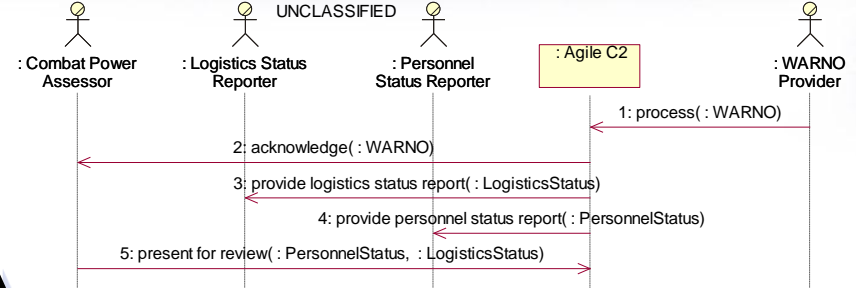 UNCLASSIFIED
: Combat Power
Assessor
: Logistics Status
Reporter
: Personnel
Status Reporter
: Agile C2
: WARNO
Provider
1: process( : WARNO)
2: acknowledge( : WARNO)
3: provide logistics status report( : LogisticsStatus)
4: provide personnel status report( : PersonnelStatus)
5: present for review( : PersonnelStatus, : LogisticsStatus)